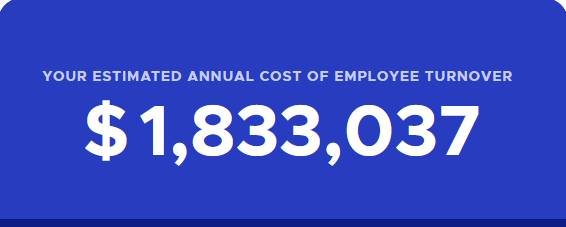 YOUR ESTIMATED ANNUAL COST OF EMPLOYEE TURNOVER
$1,833,037